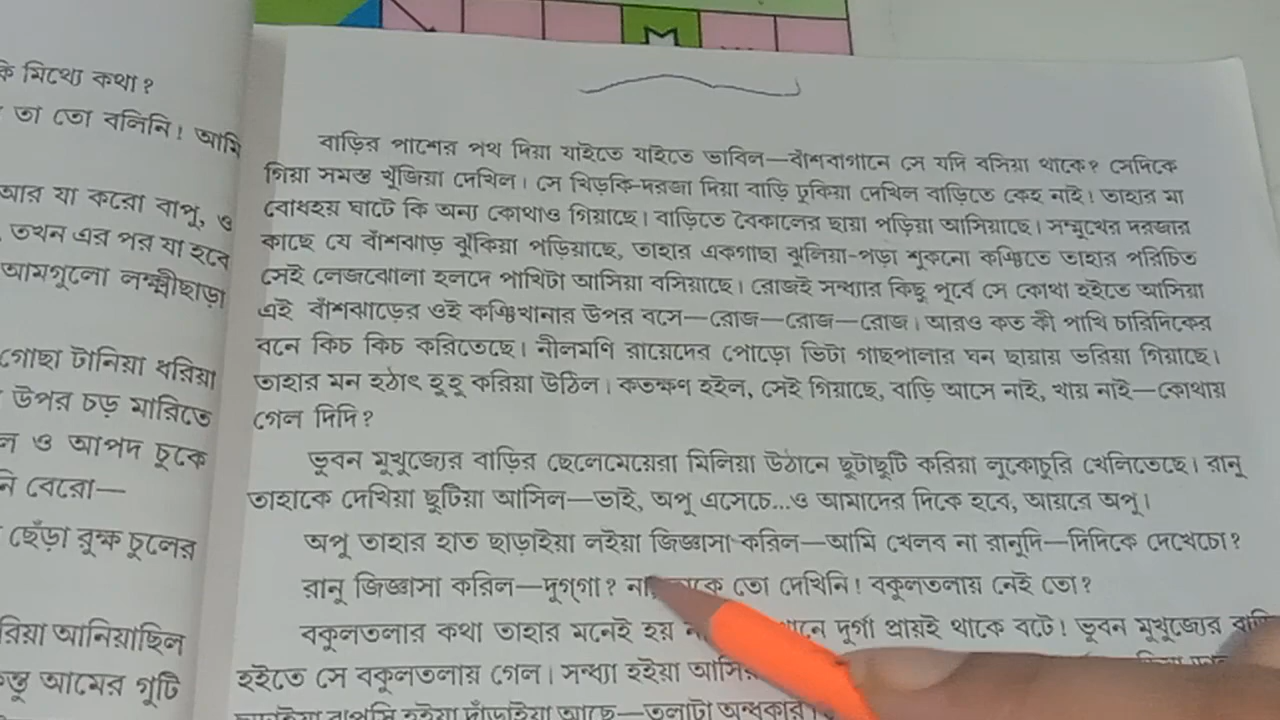 কি মিথ্যে কথা?
তা তো বলিনি! আমি
আর যা করো বাপু, ও
তখন এর পর যা হবে
আমগুলো লক্ষ্মীছাড়া
গোছা টানিয়া ধরিয়া
উপর চড় মারিতে
ও আপদ চুকে
বেরো—
ছেঁড়া রুক্ষ চুলের
আনিয়াছিল
আমের গুটি
বাড়ির পাশের পথ দিয়া যাইতে যাইতে ভাবিল—বাঁশবাগানে সে যদি বসিয়া থাকে? সেদিকে
গিয়া সমস্ত খুঁজিয়া দেখিল। সে খিড়কি-দরজা দিয়া বাড়ি ঢুকিয়া দেখিল বাড়িতে কেহ নাই। তাহার মা
বোধহয় ঘাটে কি অন্য কোথাও গিয়াছে। বাড়িতে বৈকালের ছায়া পড়িয়া আসিয়াছে। সম্মুখের দরজার
কাছে যে বাঁশঝাড় ঝুঁকিয়া পড়িয়াছে, তাহার একগাছা ঝুলিয়া-পড়া শুকনো কঞ্চিতে তাহার পরিচিত
সেই লেজঝোলা হলদে পাখিটা আসিয়া বসিয়াছে। রোজই সন্ধ্যার কিছু পূর্বে সে কোথা হইতে আসিয়া
এই বাঁশঝাড়ের ওই কঞ্চিখানার উপর বসে—রোজ—রোজ—রোজ। আরও কত কী পাখি চারিদিকের
বনে কিচ কিচ করিতেছে। নীলমণি রায়েদের পোড়ো ভিটা গাছপালার ঘন ছায়ায় ভরিয়া গিয়াছে।
তাহার মন হঠাৎ হু হু করিয়া উঠিল। কতক্ষণ হইল, সেই গিয়াছে, বাড়ি আসে নাই, খায় নাই—কোথায়
গেল দিদি?
ভুবন মুখুজ্যের বাড়ির ছেলেমেয়েরা মিলিয়া উঠানে ছুটাছুটি করিয়া লুকোচুরি খেলিতেছে। রানু
তাহাকে দেখিয়া ছুটিয়া আসিল—ভাই, অপু এসেচে...ও আমাদের দিকে হবে, আয়রে অপু।
অপু তাহার হাত ছাড়াইয়া লইয়া জিজ্ঞাসা করিল—আমি খেলব না রানুদি—দিদিকে দেখেচো?
রানু জিজ্ঞাসা করিল—দুগ্‌গা? তো দেখিনি! বকুলতলায় নেই তো?
বকুলতলার কথা তাহার মনেই হয় দুর্গা প্রায়ই থাকে বটে! ভুবন মুখুজ্যের
হইতে সে বকুলতলায় গেল। সন্ধ্যা হইয়া